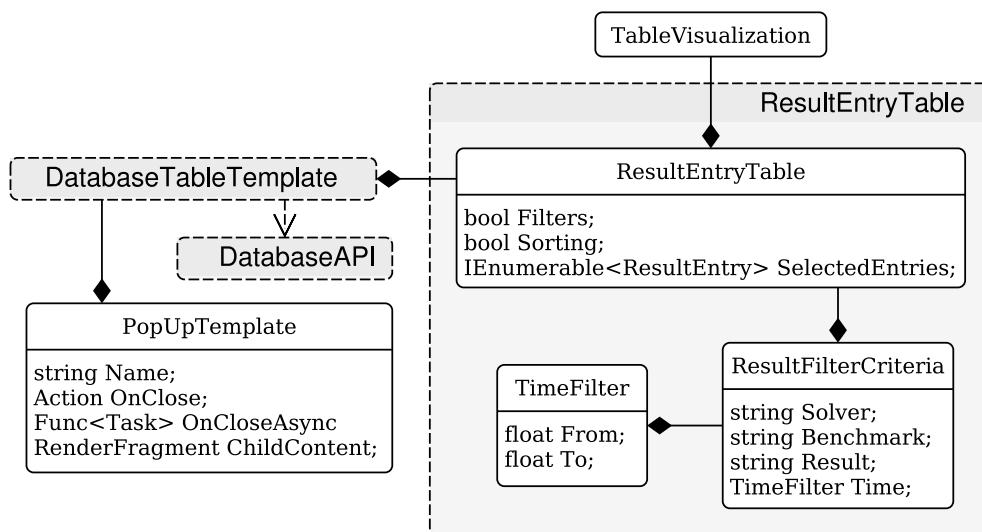 TableVisualization
ResultEntryTable
ResultEntryTable
bool Filters;
bool Sorting;
IEnumerable<ResultEntry> SelectedEntries;
DatabaseTableTemplate
DatabaseAPI
PopUpTemplate
string Name;
Action OnClose;
Func<Task> OnCloseAsync
RenderFragment ChildContent;
TimeFilter
float From;
float To;
ResultFilterCriteria
string Solver;
string Benchmark;
string Result;
TimeFilter Time;